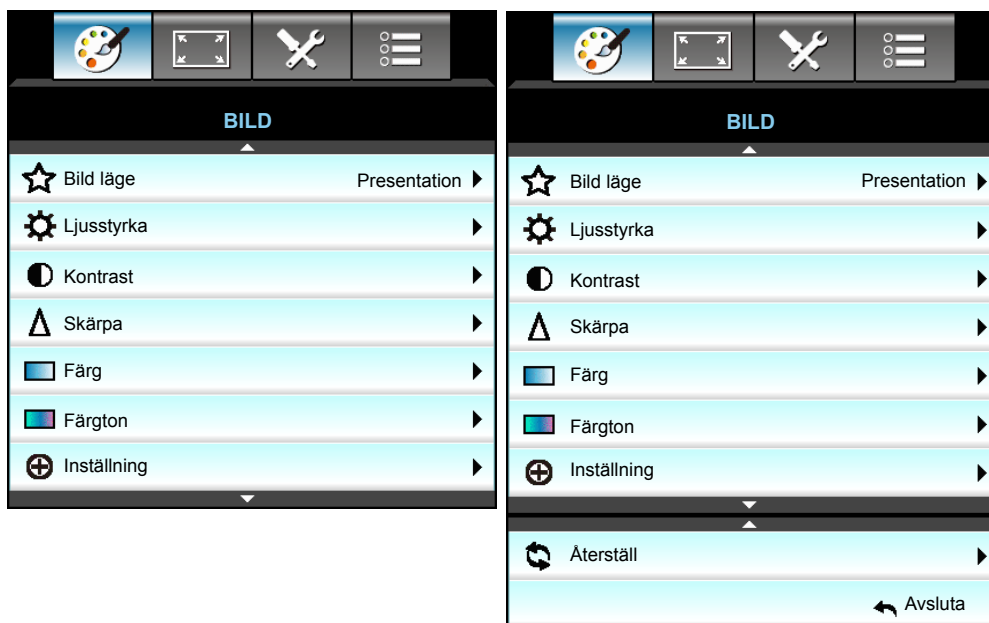 BILD
Bild läge Presentation
Ljusstyrka
Kontrast
Skärpa
Färg
Färgton
Inställning
BILD
Bild läge Presentation
Ljusstyrka
Kontrast
Skärpa
Färg
Färgton
Inställning
Återställ
Avsluta